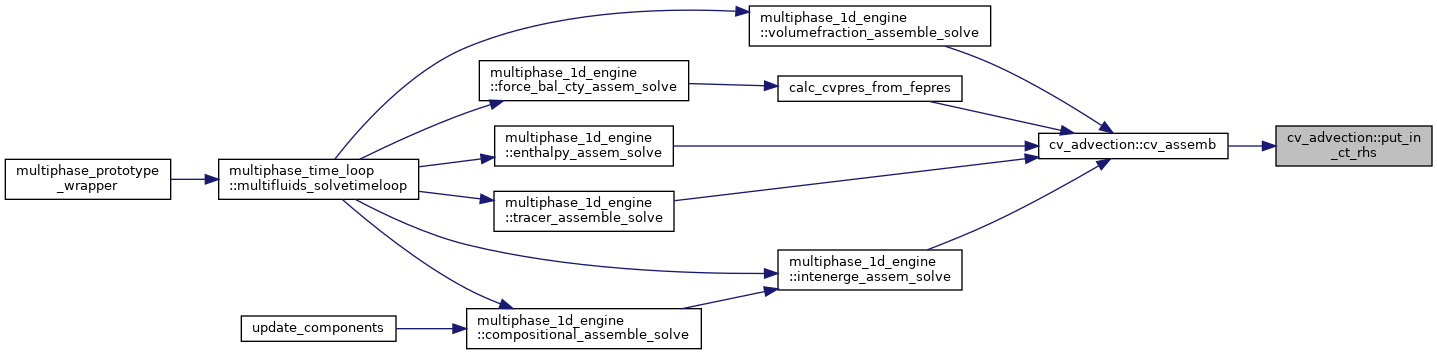 multiphase_prototype
_wrapper
multiphase_time_loop
::multifluids_solvetimeloop
update_components
multiphase_1d_engine
::force_bal_cty_assem_solve
multiphase_1d_engine
::enthalpy_assem_solve
multiphase_1d_engine
::tracer_assemble_solve
multiphase_1d_engine
::compositional_assemble_solve
multiphase_1d_engine
::volumefraction_assemble_solve
calc_cvpres_from_fepres
multiphase_1d_engine
::intenerge_assem_solve
cv_advection::cv_assemb
cv_advection::put_in
_ct_rhs